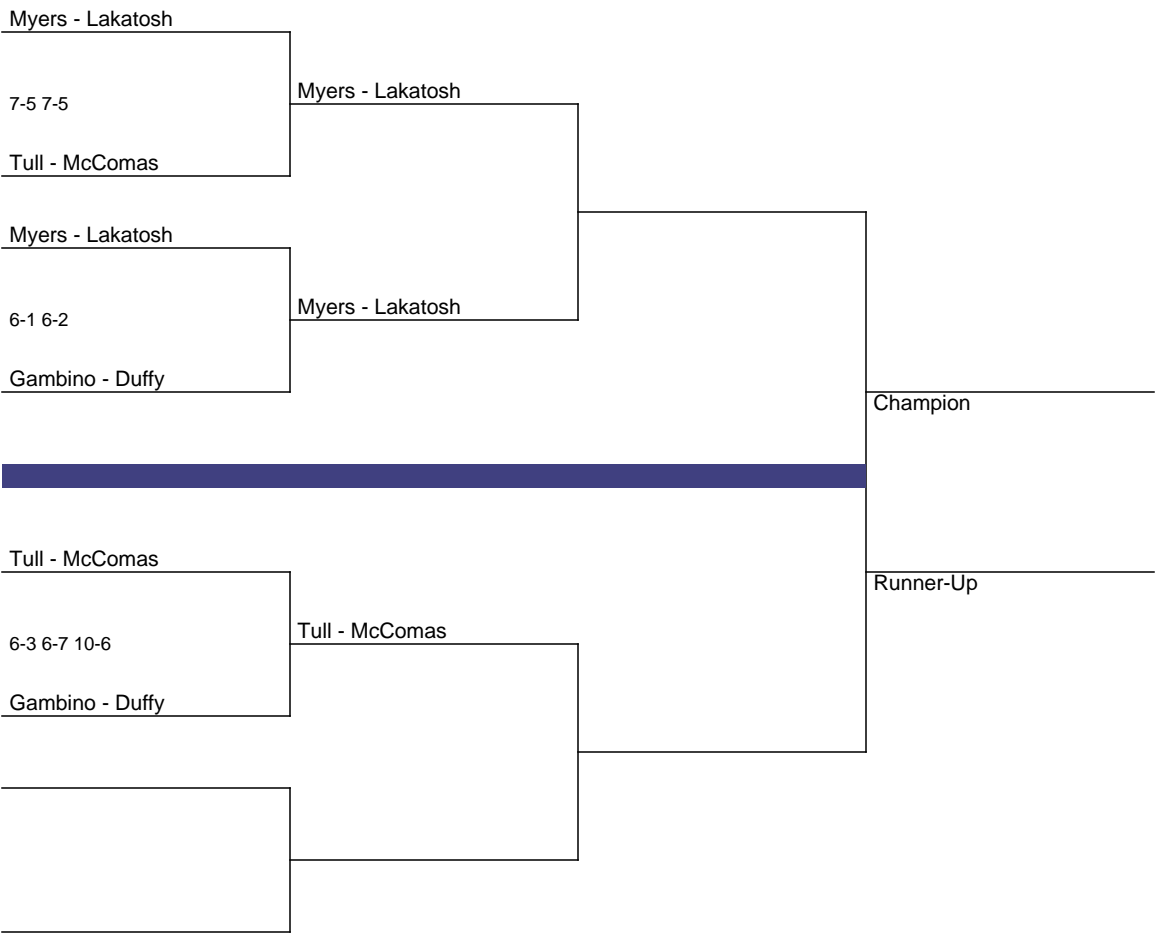 Myers - Lakatosh
7-5 7-5
Myers - Lakatosh
Tull - McComas
Myers - Lakatosh
6-1 6-2
Myers - Lakatosh
Gambino - Duffy
Champion
Tull - McComas
Runner-Up
6-3 6-7 10-6
Tull - McComas
Gambino - Duffy